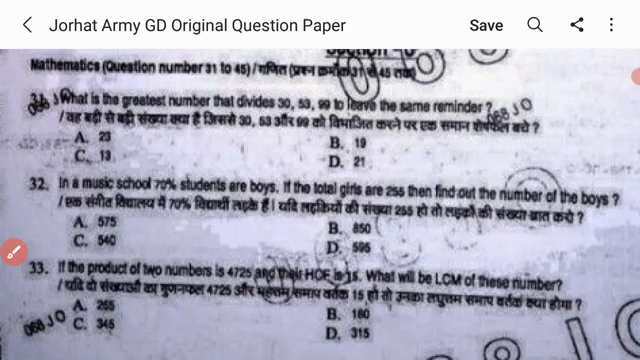 Jorhat Army GD Original Question Paper
Save
Mathematics (Question number 31 to 45) / गणित (प्रश्न क्रमांक 31 से 45 तक)
31. What is the greatest number that divides 30, 53, 99 to leave the same reminder ?
/ वह बड़ी से बड़ी संख्या क्या है जिससे 30, 53 और 99 को विभाजित करने पर एक समान शेषफल बचे ?
A. 23
B. 19
C. 13
D. 21
32. In a music school 70% students are boys. If the total girls are 255 then find out the number of the boys ?
/ एक संगीत विद्यालय में 70% विद्यार्थी लड़के हैं। यदि लड़कियों की संख्या 255 हो तो लड़कों की संख्या ज्ञात करो ?
A. 575
B. 850
C. 540
D. 595
33. If the product of two numbers is 4725 and their HCF is 15. What will be LCM of these number?
/ यदि दो संख्याओं का गुणनफल 4725 और महत्तम समाप वर्तक 15 हो तो उनका लघुत्तम समाप वर्तक क्या होगा ?
A. 265
B. 160
C. 345
D. 315
068 JO